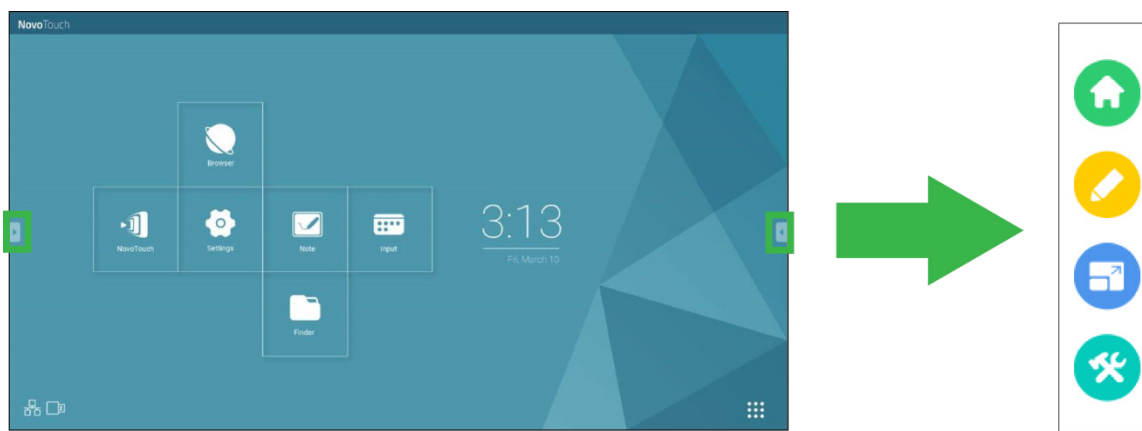 NovoTouch
Browser
NovoTouch
Settings
Note
Input
3:13
Fri, March 10
Finder